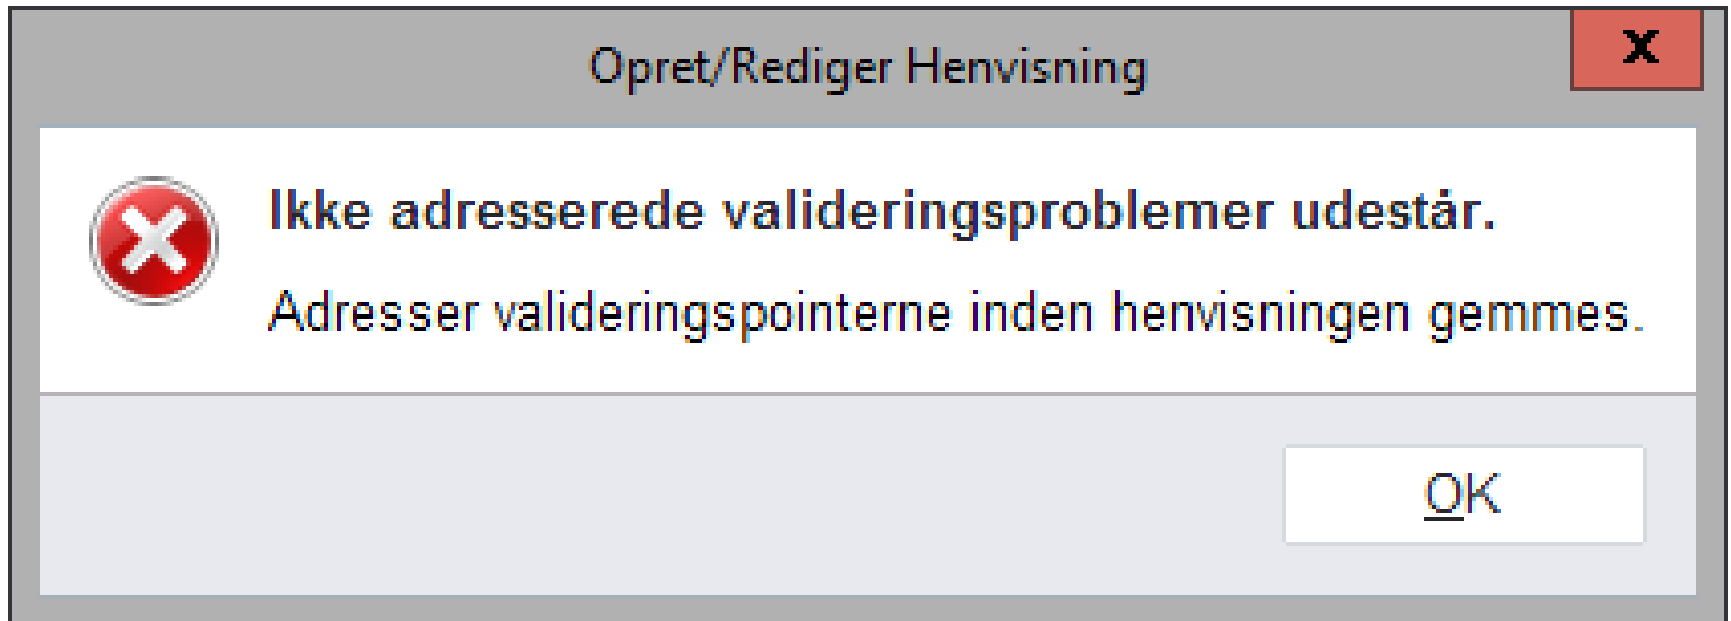 Opret/Rediger Henvisning
x
Ikke adresserede valideringsproblemer udestår.
Adresser valideringspointerne inden henvisningen gemmes.
OK